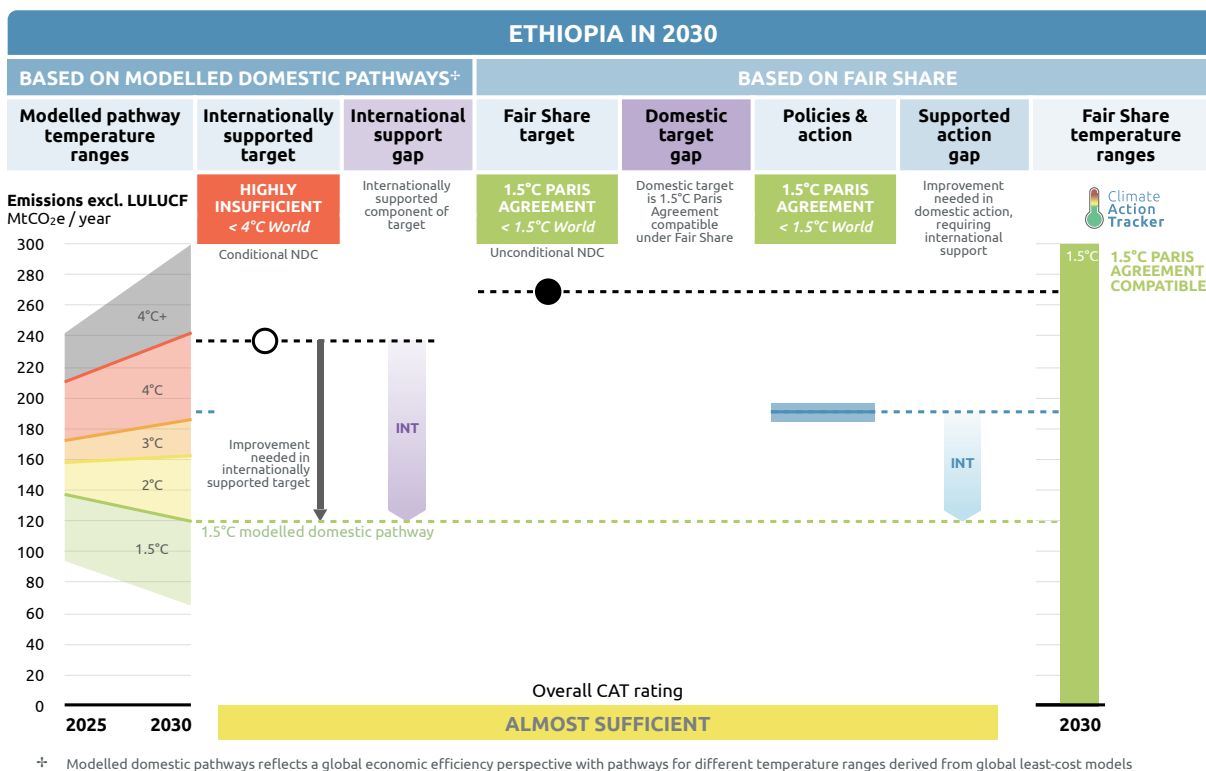 ETHIOPIA IN 2030
BASED ON MODELLED DOMESTIC PATHWAYS✢
BASED ON FAIR SHARE
Modelled pathway
temperature
ranges
Internationally
supported
target
International
support
gap
Fair Share
target
Domestic
target
gap
Policies &
action
Supported
action
gap
Fair Share
temperature
ranges
Emissions excl. LULUCF
MtCO₂e / year
HIGHLY
INSUFFICIENT
< 4°C World
Conditional NDC
Internationally
supported
component of
target
1.5°C PARIS
AGREEMENT
< 1.5°C World
Unconditional NDC
Domestic target
is 1.5°C Paris
Agreement
compatible
under Fair Share
1.5°C PARIS
AGREEMENT
< 1.5°C World
Improvement
needed in
domestic action,
requiring
international
support
Climate
Action
Tracker
300
280
260
240
220
200
180
160
140
120
100
80
60
40
20
0
4°C+
4°C
3°C
2°C
1.5°C
2025
2030
Improvement
needed in
internationally
supported target
INT
1.5°C modelled domestic pathway
INT
1.5°C
1.5°C PARIS
AGREEMENT
COMPATIBLE
2030
Overall CAT rating
ALMOST SUFFICIENT
✢ Modelled domestic pathways reflects a global economic efficiency perspective with pathways for different temperature ranges derived from global least-cost models